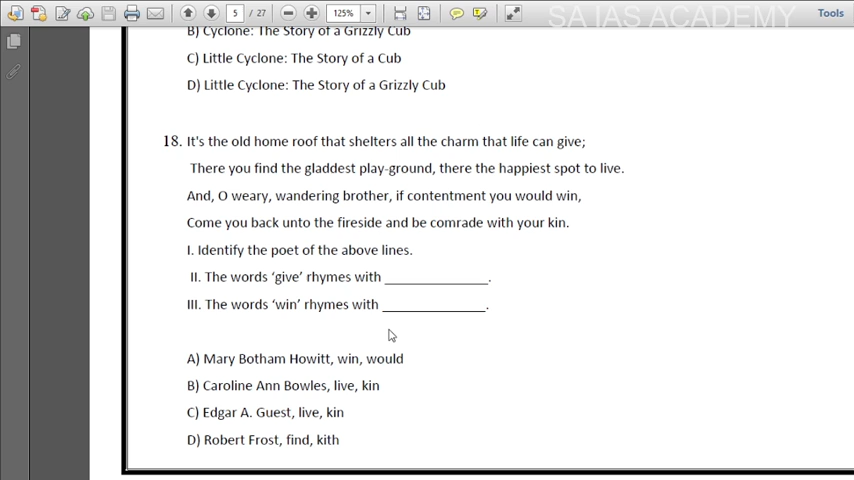 5 / 27 125% SA IAS ACADEMY Tools
B) Cyclone: The Story of a Grizzly Cub
C) Little Cyclone: The Story of a Cub
D) Little Cyclone: The Story of a Grizzly Cub
18. It's the old home roof that shelters all the charm that life can give;
There you find the gladdest play-ground, there the happiest spot to live.
And, O weary, wandering brother, if contentment you would win,
Come you back unto the fireside and be comrade with your kin.
I. Identify the poet of the above lines.
II. The words ‘give’ rhymes with ______________.
III. The words ‘win’ rhymes with ______________.
A) Mary Botham Howitt, win, would
B) Caroline Ann Bowles, live, kin
C) Edgar A. Guest, live, kin
D) Robert Frost, find, kith